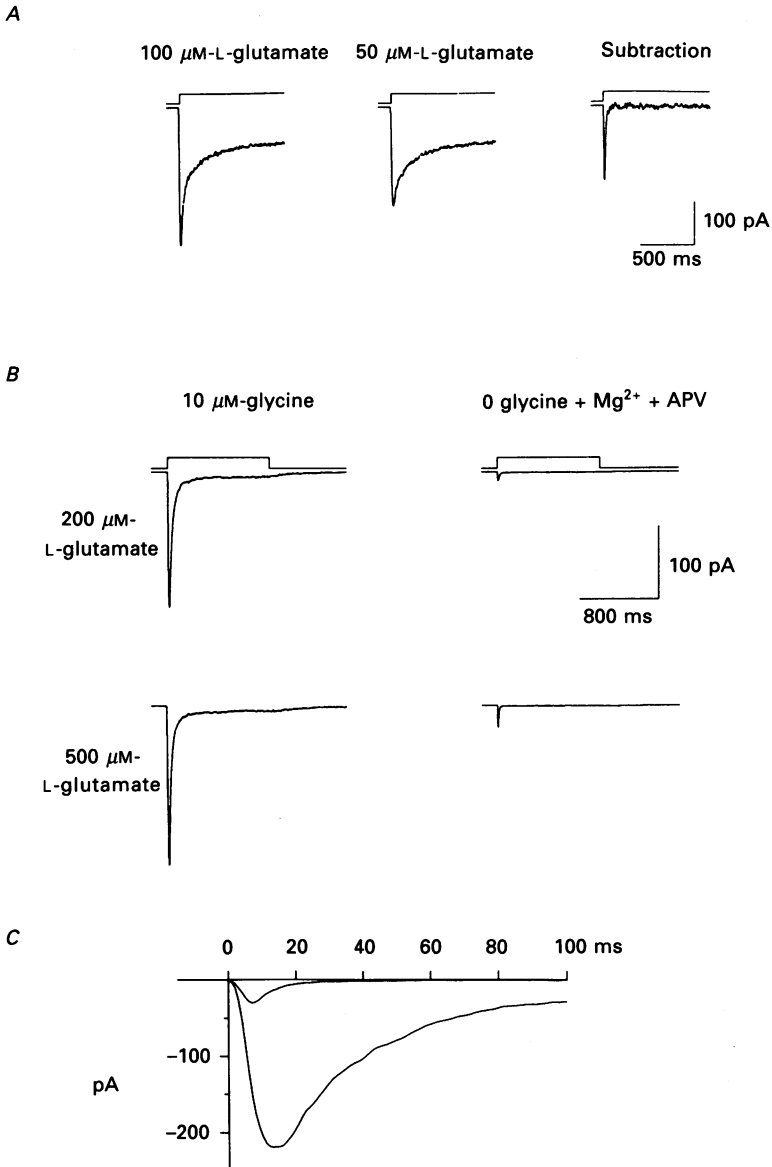 A
100 µM-L-glutamate 50 µM-L-glutamate Subtraction
100 pA
500 ms
B
10 µM-glycine 0 glycine + Mg²⁺ + APV
200 µM-
L-glutamate
100 pA
800 ms
500 µM-
L-glutamate
C
0 20 40 60 80 100 ms
−100
pA
−200